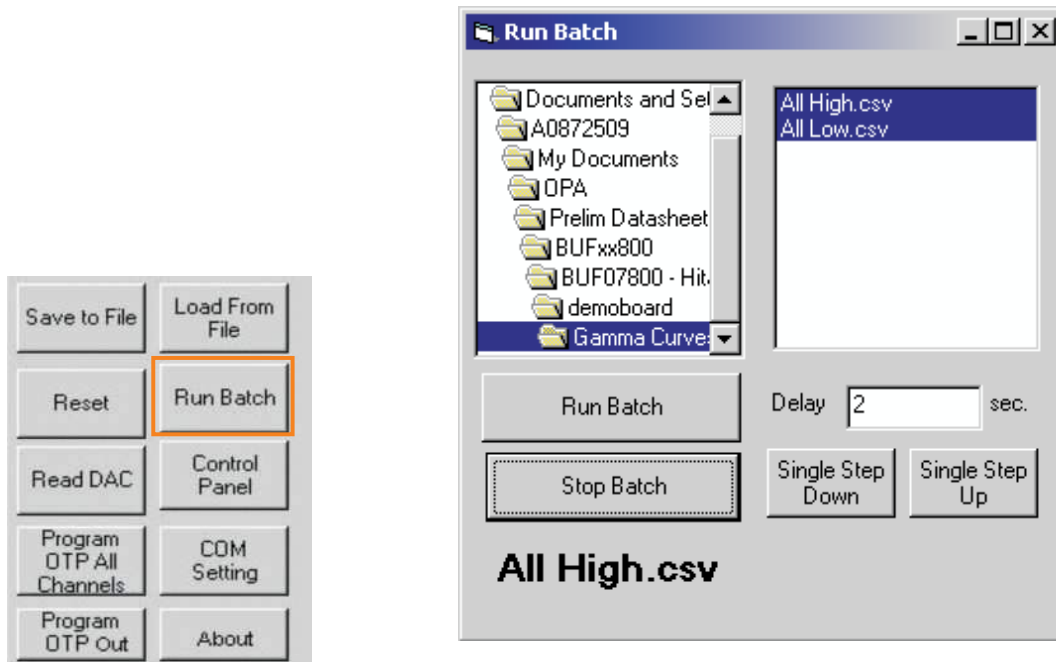 Save to File
Load From
File
Reset
Run Batch
Read DAC
Control
Panel
Program
OTP All
Channels
COM
Setting
Program
OTP Out
About
Run Batch
Documents and Set
A0872509
My Documents
OPA
Prelim Datasheet
BUFxx800
BUF07800 - Hit
demoboard
Gamma Curve
All High.csv
All Low.csv
Run Batch
Delay 2 sec.
Stop Batch
Single Step
Down
Single Step
Up
All High.csv